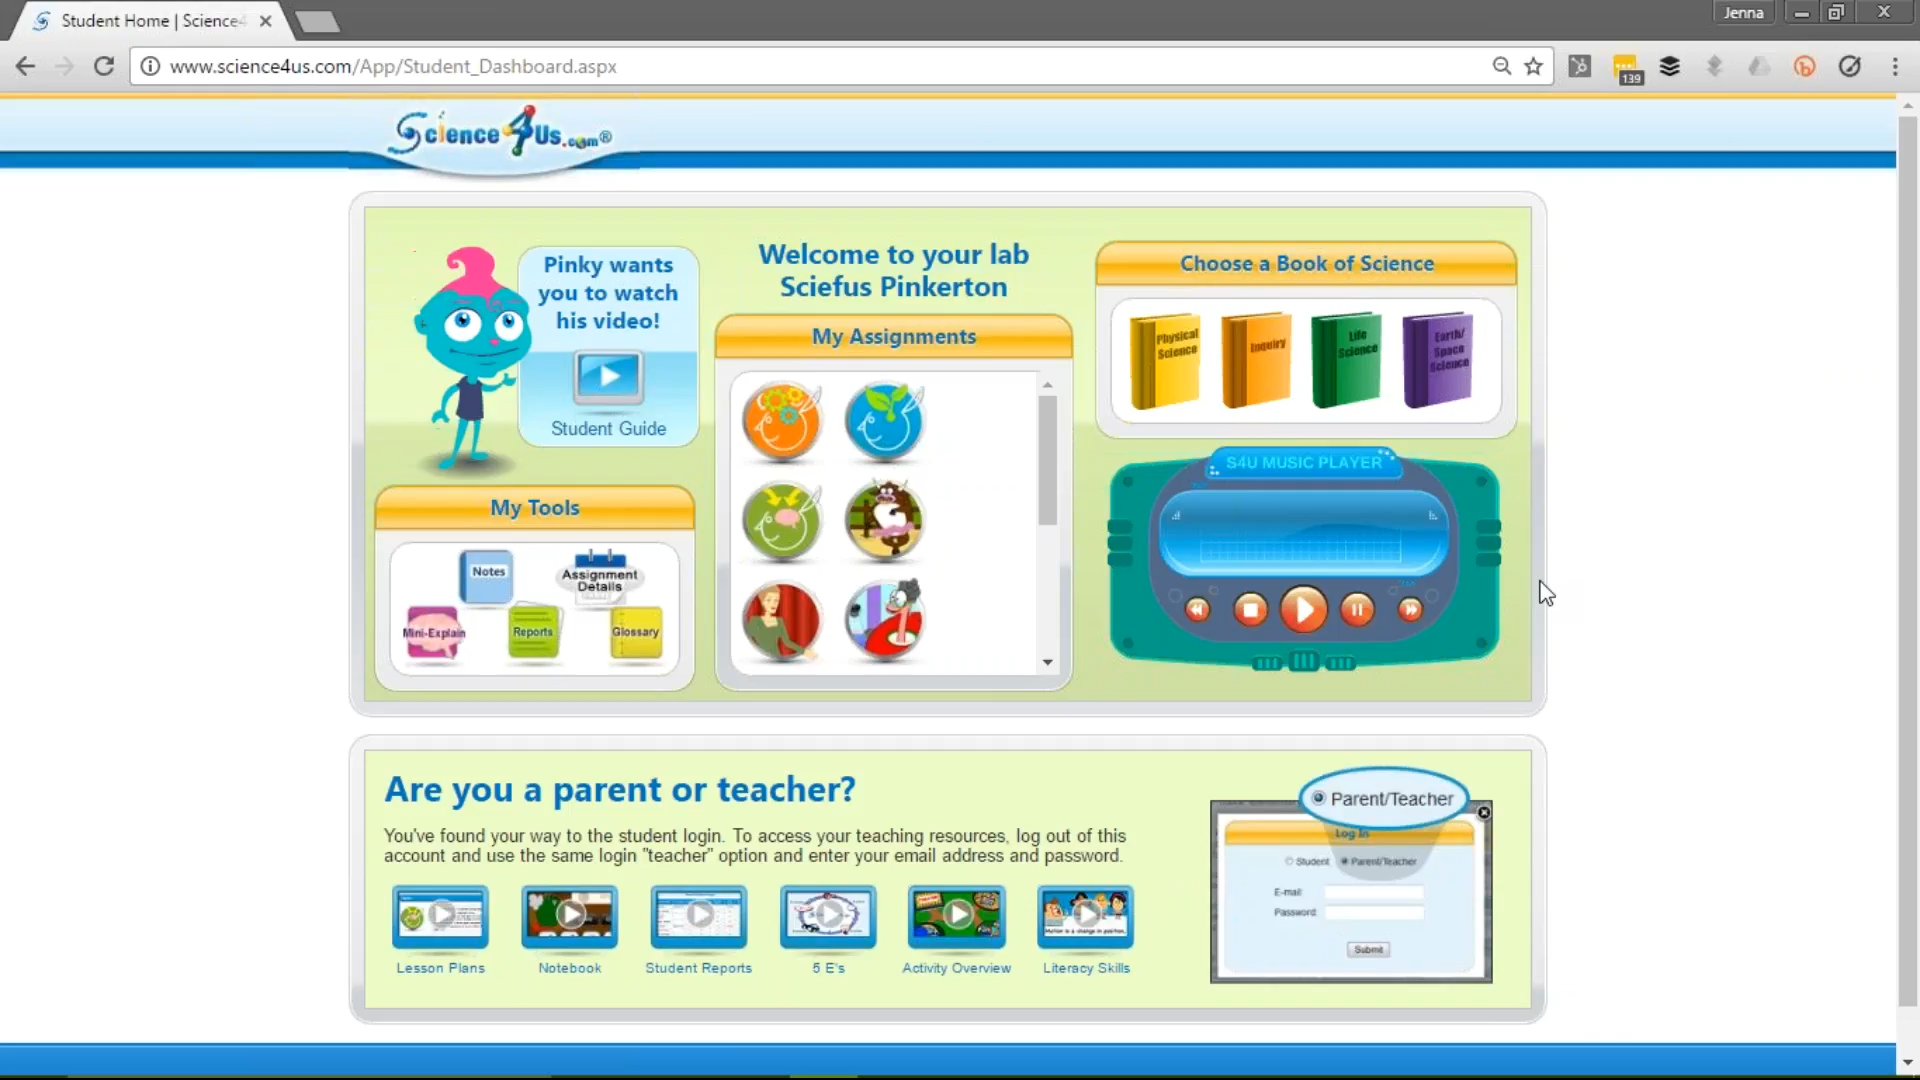 Student Home | Science4
Jenna
www.science4us.com/App/Student_Dashboard.aspx
139
Science4Us.com®
Pinky wants
you to watch
his video!
Student Guide
Welcome to your lab
Sciefus Pinkerton
My Assignments
Choose a Book of Science
Physical
Science
Inquiry
Life
Science
Earth/
Space
Science
S4U MUSIC PLAYER
My Tools
Notes
Assignment
Details
Mini-Explain
Reports
Glossary
Are you a parent or teacher?
You've found your way to the student login. To access your teaching resources, log out of this
account and use the same login "teacher" option and enter your email address and password.
Lesson Plans
Notebook
Student Reports
5 E's
Activity Overview
Literacy Skills
Motion is a change in position.
Parent/Teacher
Log In
Student
Parent/Teacher
E-mail
Password
Submit